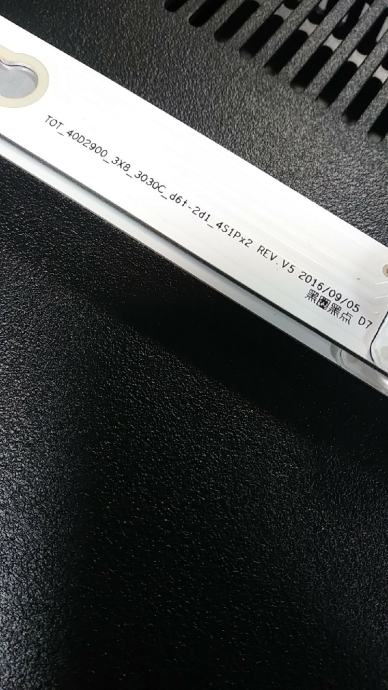 TOT_40D2900_3X8_3030C_d6t-2d1_4S1Px2 REV.V5 2016/09/05
黑圈黑点 D7